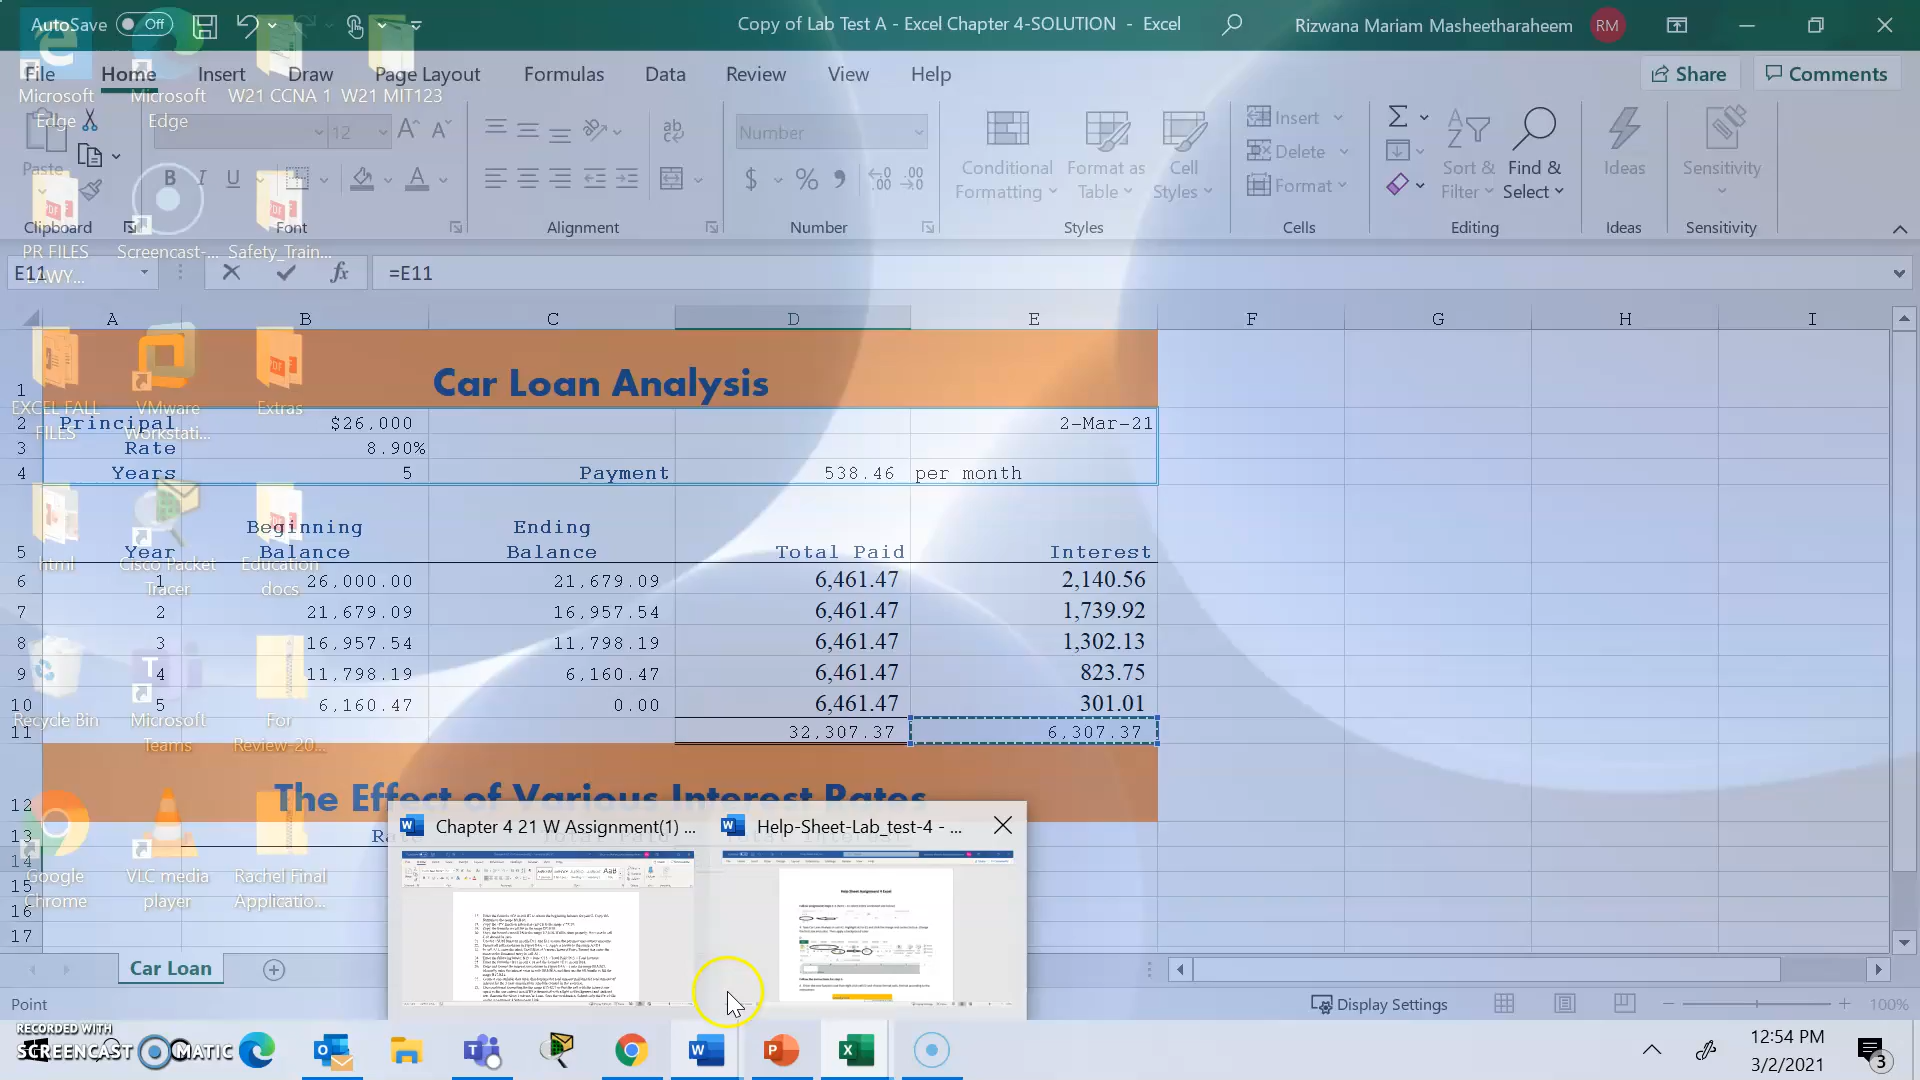 AutoSave Off
Copy of Lab Test A - Excel Chapter 4-SOLUTION - Excel
Rizwana Mariam Masheetharaheem RM
File Home Insert Draw Page Layout Formulas Data Review View Help
Share Comments
Microsoft Edge
Microsoft Edge
W21 CCNA 1
W21 MIT123
Paste
12
B I U
ab
Number
$ % 9
Conditional Formatting
Format as Table
Cell Styles
Insert
Delete
Format
Sort & Filter
Find & Select
Ideas
Sensitivity
Clipboard Font Alignment Number Styles Cells Editing Ideas Sensitivity
PR FILES
Screencast-...
Safety_Train...
E11 fx =E11
A B C D E F G H I
1 Car Loan Analysis
EXCEL FALL FILES
VMware Workstati...
Extras
2 Principal $26,000 2-Mar-21
3 Rate 8.90%
4 Years 5 Payment 538.46 per month
Beginning Ending
5 Year Balance Balance Total Paid Interest
html
Cisco Packet Tracer
Education docs
6 1 26,000.00 21,679.09 6,461.47 2,140.56
7 2 21,679.09 16,957.54 6,461.47 1,739.92
8 3 16,957.54 11,798.19 6,461.47 1,302.13
9 4 11,798.19 6,160.47 6,461.47 823.75
10 5 6,160.47 0.00 6,461.47 301.01
11 32,307.37 6,307.37
Recycle Bin
Microsoft Teams
For Review-20...
12 The Effect of Various Interest Rates
13
14
15
16
17
Google Chrome
VLC media player
Rachel Final Applicatio...
Chapter 4 21 W Assignment(1) ...
Help-Sheet-Lab_test-4 - ...
Car Loan
Point
Display Settings
100%
RECORDED WITH
SCREENCAST MATIC
12:54 PM
3/2/2021
3